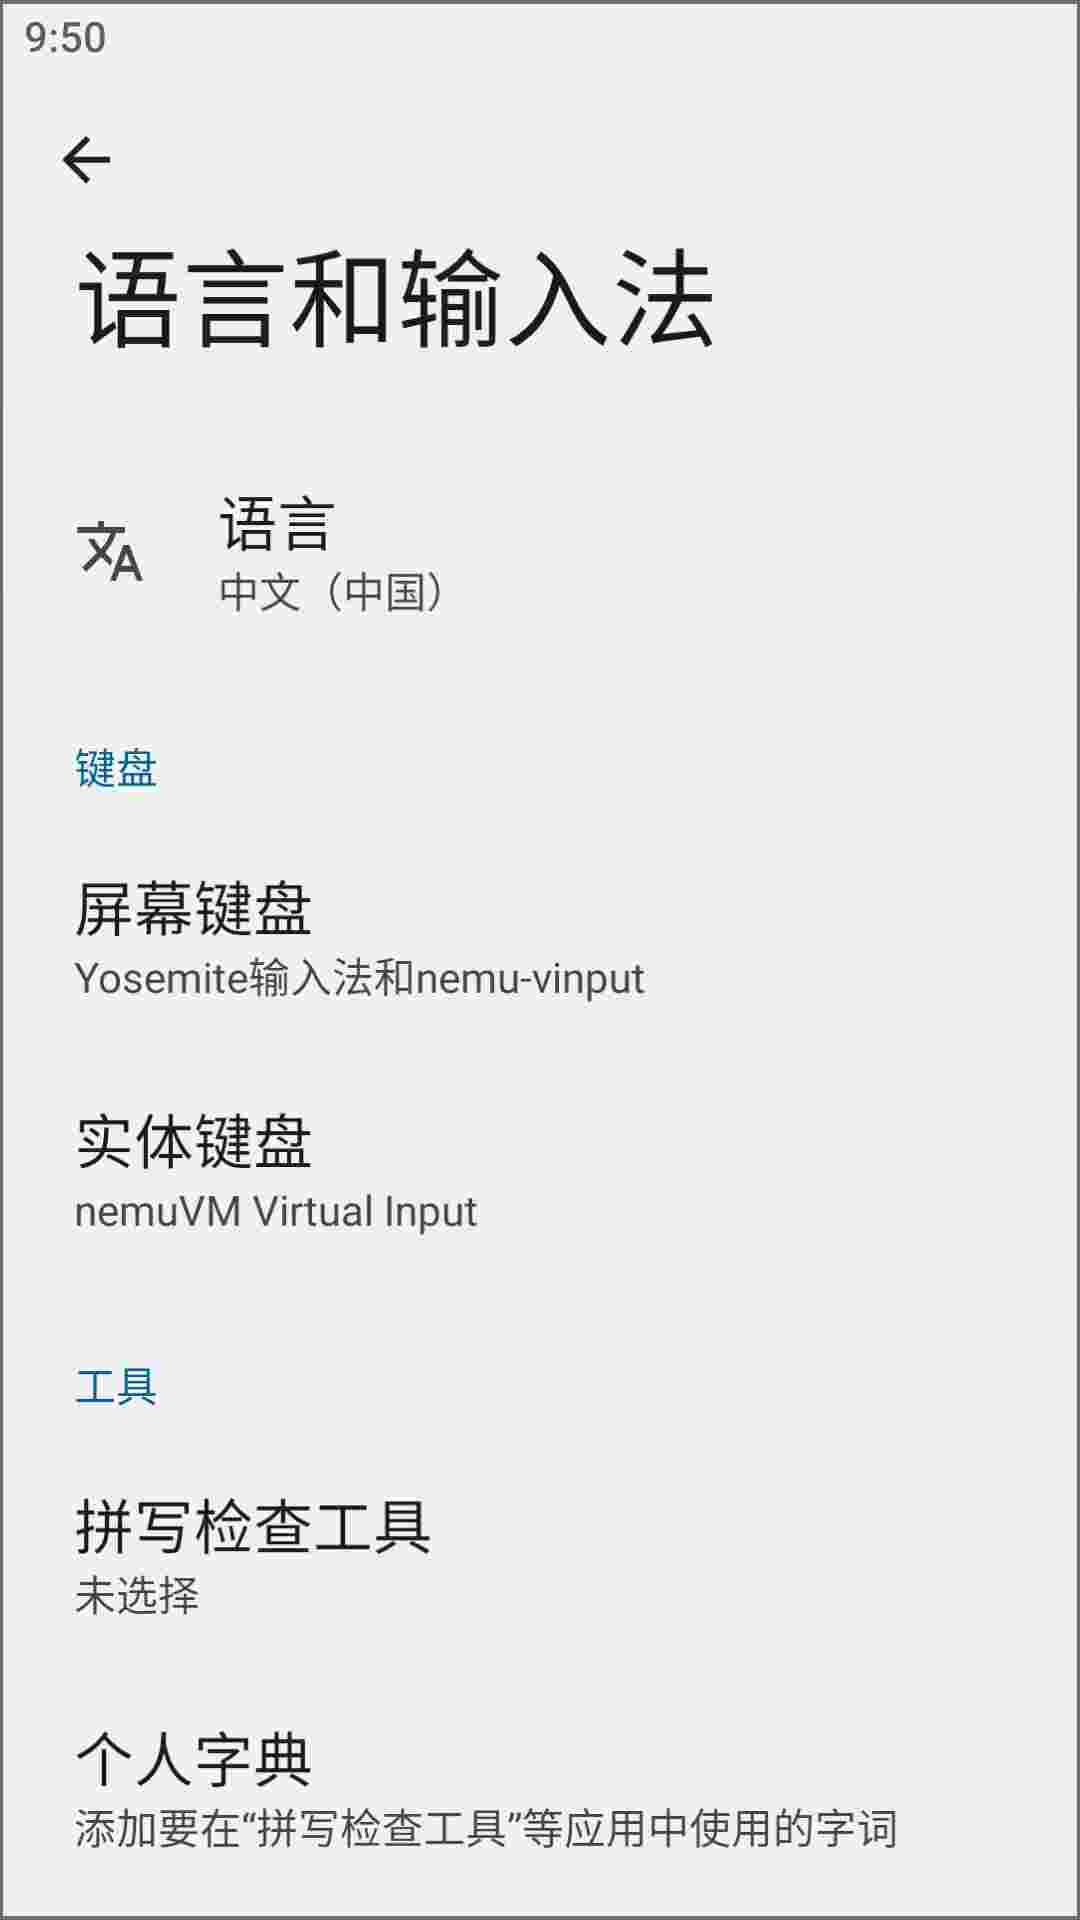 9:50
语言和输入法
语言
中文（中国）
键盘
屏幕键盘
Yosemite输入法和nemu-vinput
实体键盘
nemuVM Virtual Input
工具
拼写检查工具
未选择
个人字典
添加要在“拼写检查工具”等应用中使用的字词